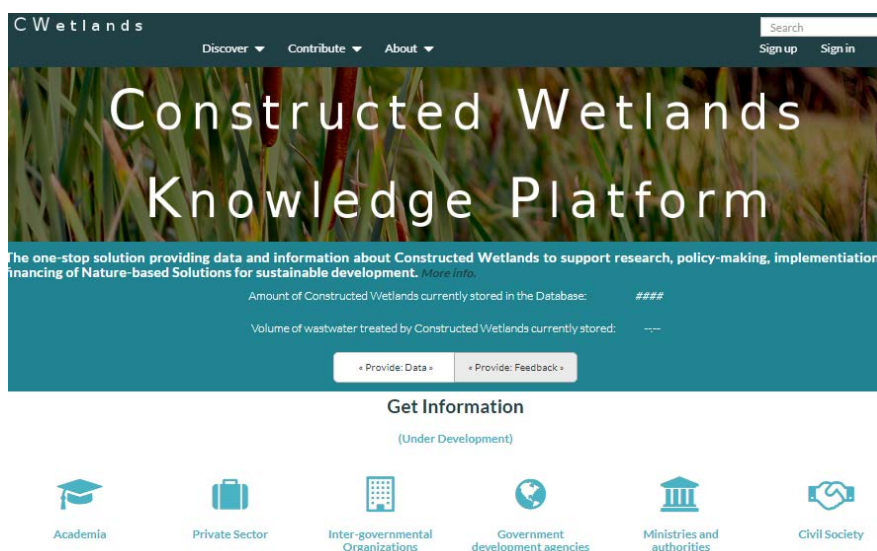 CWetlands
Search
Discover Contribute About Sign up Sign in
Constructed Wetlands
Knowledge Platform
The one-stop solution providing data and information about Constructed Wetlands to support research, policy-making, implementiation
financing of Nature-based Solutions for sustainable development. More info.
Amount of Constructed Wetlands currently stored in the Database: ####
Volume of wastwater treated by Constructed Wetlands currently stored: --.--
« Provide: Data » « Provide: Feedback »
Get Information
(Under Development)
Academia Private Sector Inter-governmental Government Ministries and Civil Society
Organizations development agencies authorities